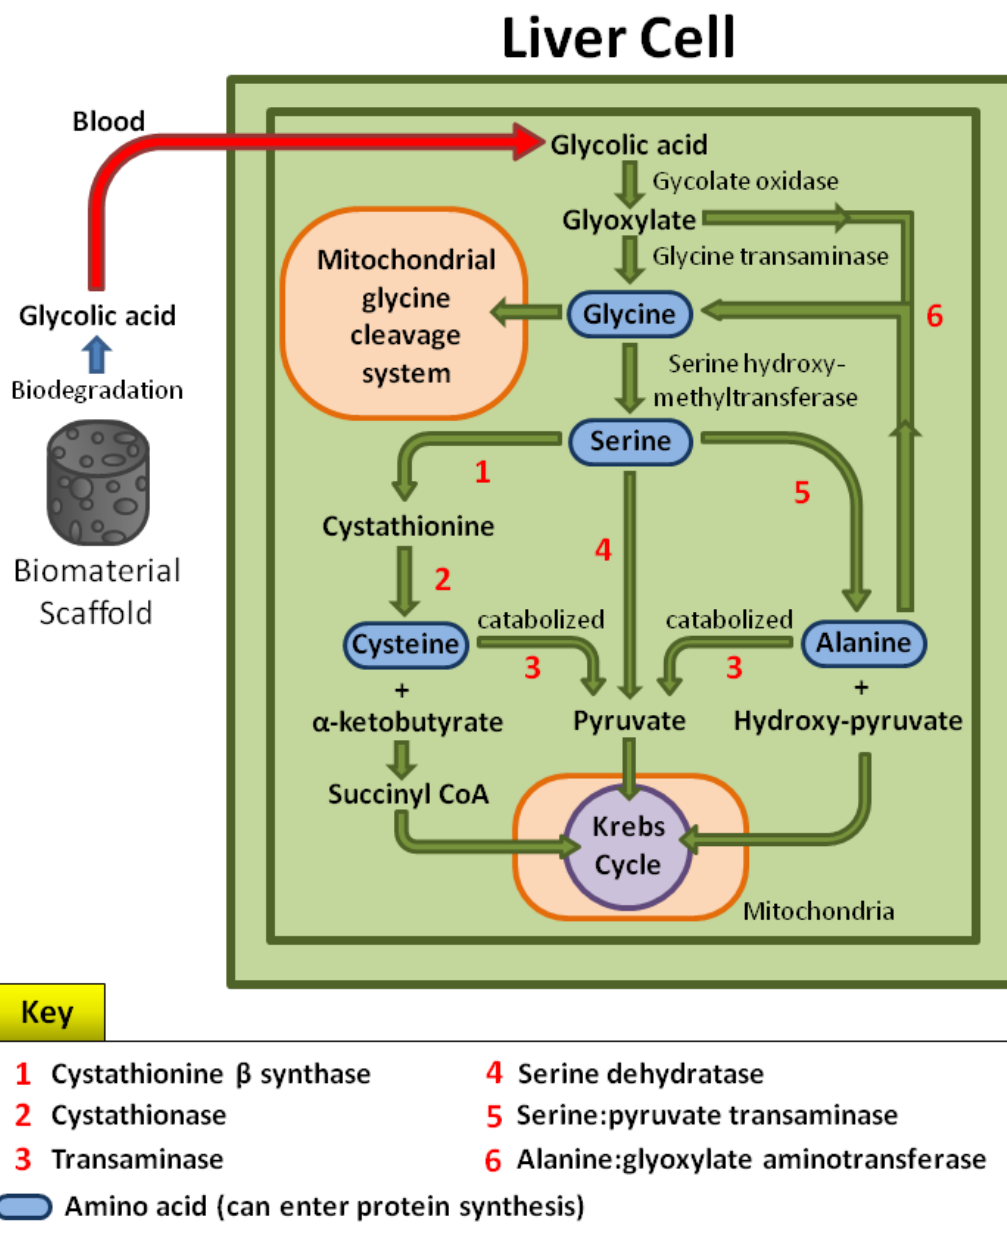 Liver Cell
Blood
Glycolic acid
Gycolate oxidase
Glyoxylate
Glycine transaminase
Mitochondrial
glycine
cleavage
system
Glycine
6
Glycolic acid
Biodegradation
Serine hydroxy-
methyltransferase
Serine
1
5
Cystathionine
4
2
Biomaterial
Scaffold
catabolized
catabolized
Cysteine
3
3
Alanine
+
+
α-ketobutyrate
Pyruvate
Hydroxy-pyruvate
Succinyl CoA
Krebs
Cycle
Mitochondria
Key
1 Cystathionine β synthase
4 Serine dehydratase
2 Cystathionase
5 Serine:pyruvate transaminase
3 Transaminase
6 Alanine:glyoxylate aminotransferase
Amino acid (can enter protein synthesis)